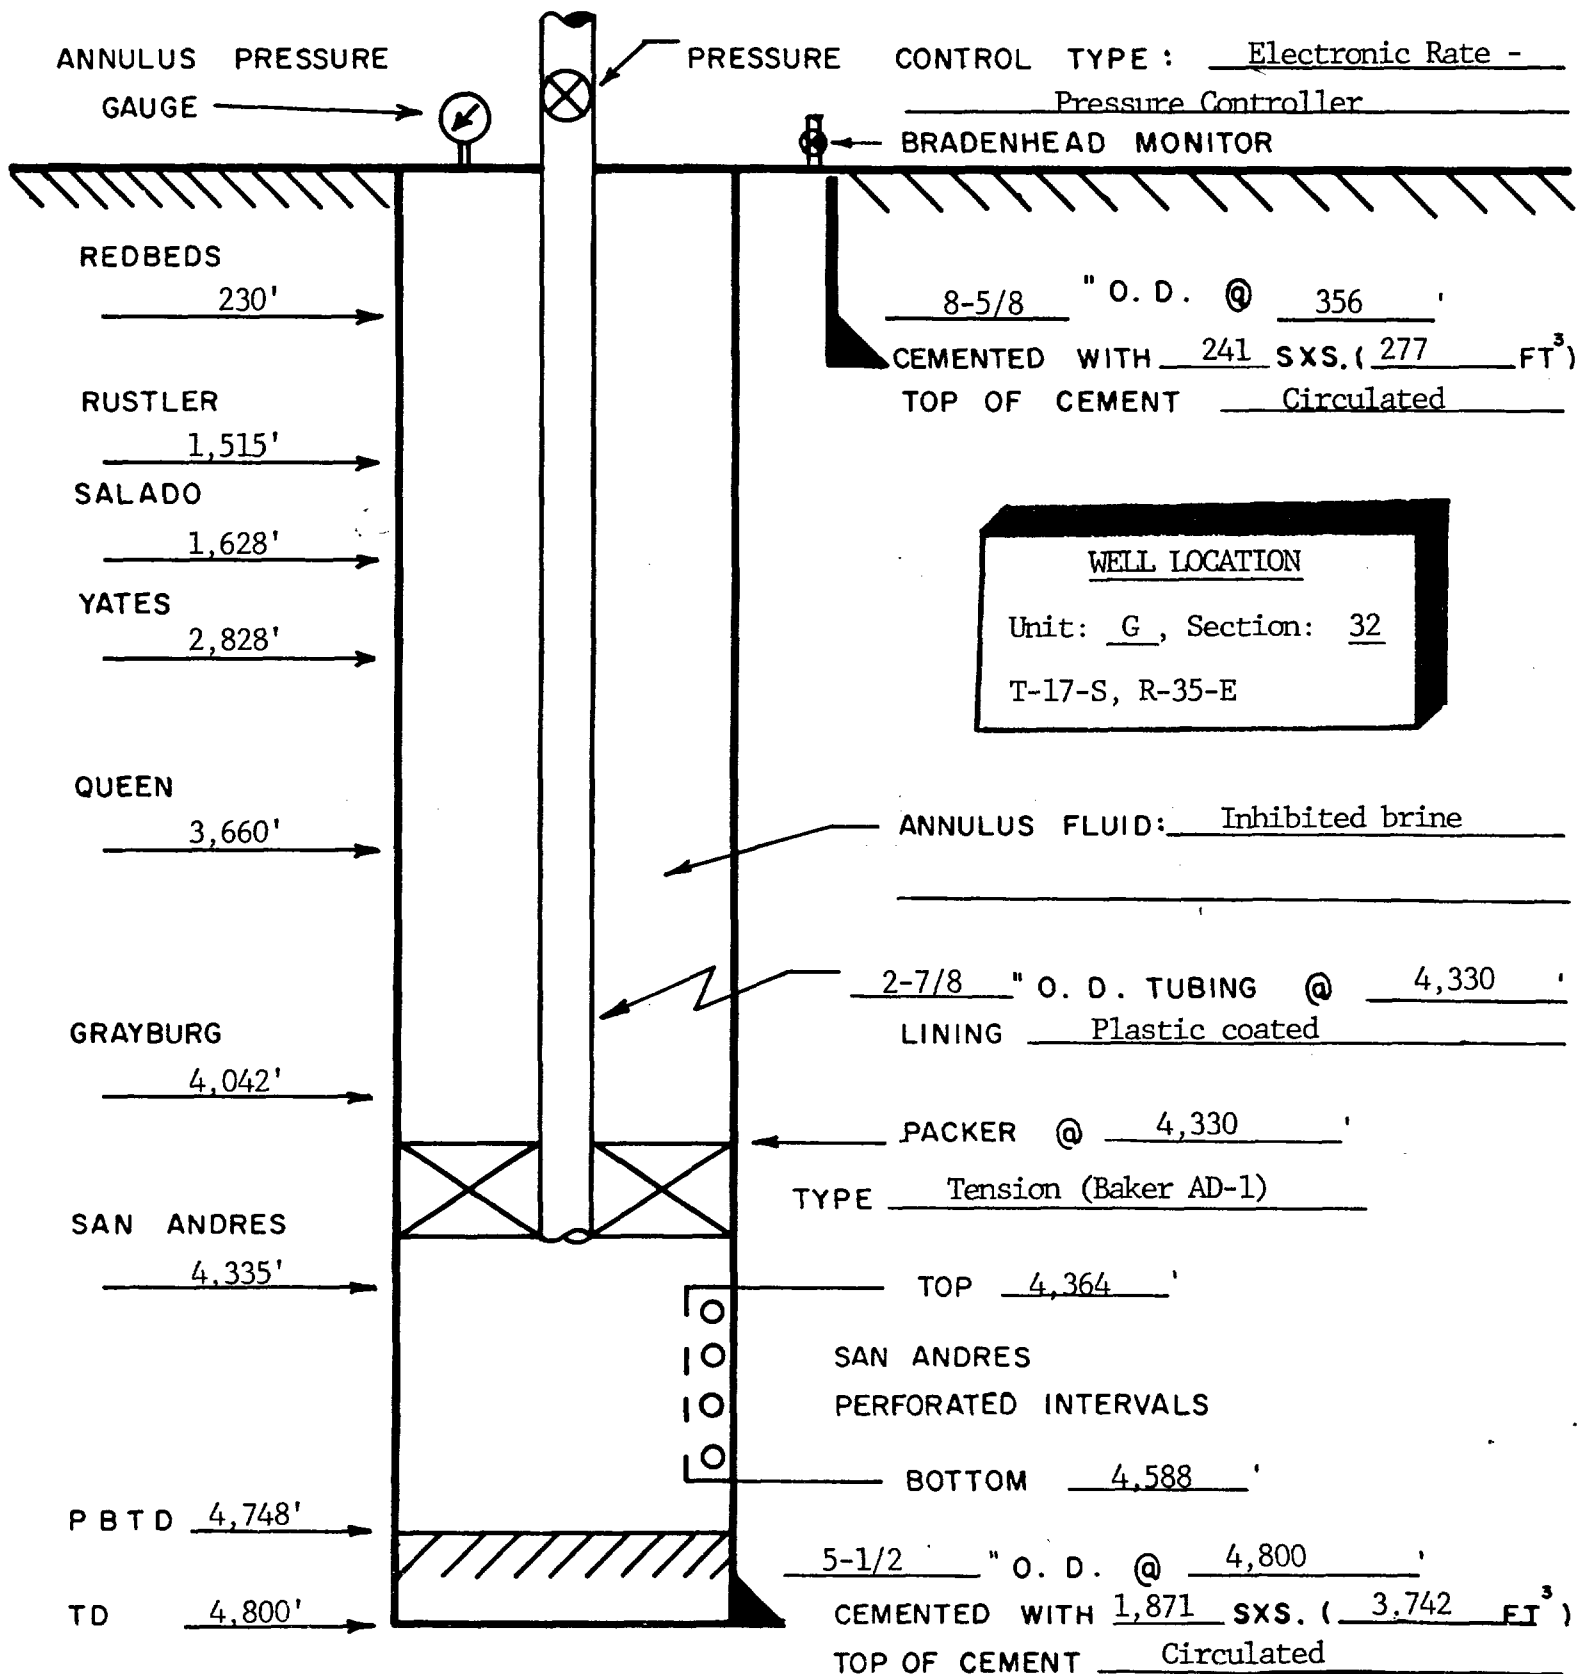 ANNULUS PRESSURE
GAUGE
PRESSURE CONTROL TYPE: Electronic Rate -
Pressure Controller
BRADENHEAD MONITOR
REDBEDS
230'
8-5/8 " O.D. @ 356 '
CEMENTED WITH 241 SXS. (277 FT³)
TOP OF CEMENT Circulated
RUSTLER
1,515'
SALADO
1,628'
YATES
2,828'
WELL LOCATION
Unit: G , Section: 32
T-17-S, R-35-E
QUEEN
3,660'
ANNULUS FLUID: Inhibited brine
2-7/8 " O.D. TUBING @ 4,330 '
LINING Plastic coated
GRAYBURG
4,042'
PACKER @ 4,330 '
TYPE Tension (Baker AD-1)
SAN ANDRES
4,335'
TOP 4,364 '
SAN ANDRES
PERFORATED INTERVALS
BOTTOM 4,588 '
PBTD 4,748'
5-1/2 " O.D. @ 4,800 '
TD 4,800'
CEMENTED WITH 1,871 SXS. ( 3,742 FT³)
TOP OF CEMENT Circulated